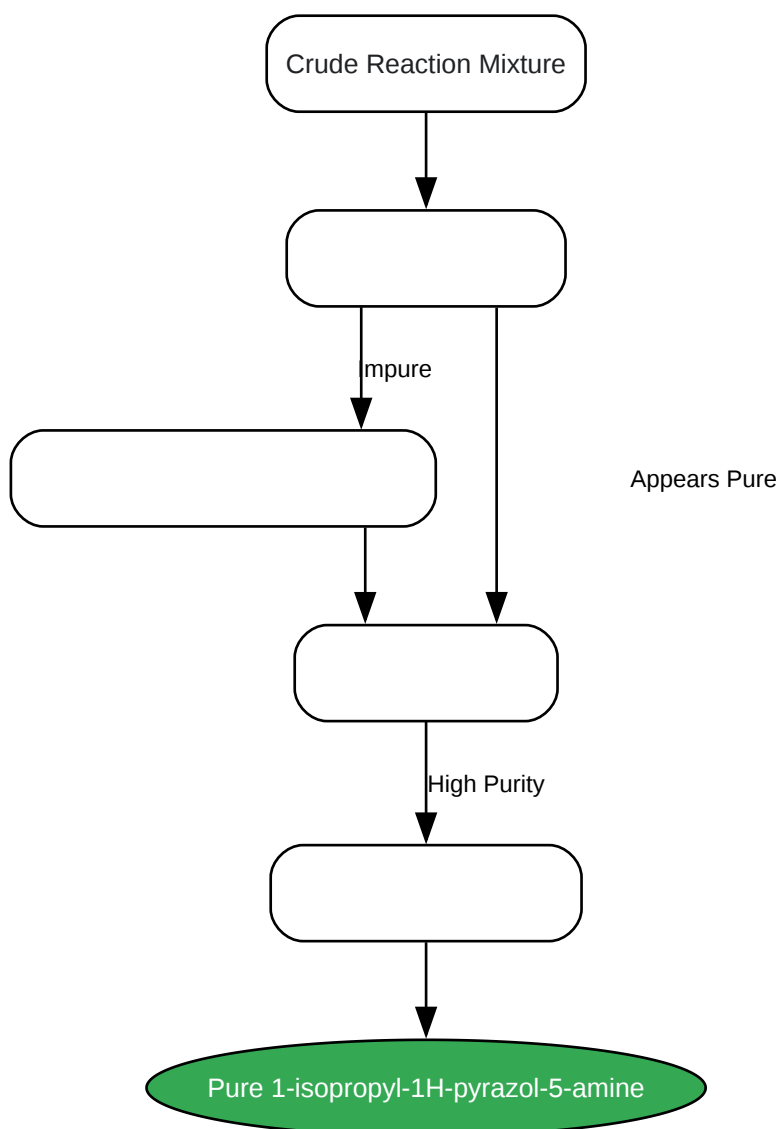 Crude Reaction Mixture
Impure
Appears Pure
High Purity
Pure 1-isopropyl-1H-pyrazol-5-amine